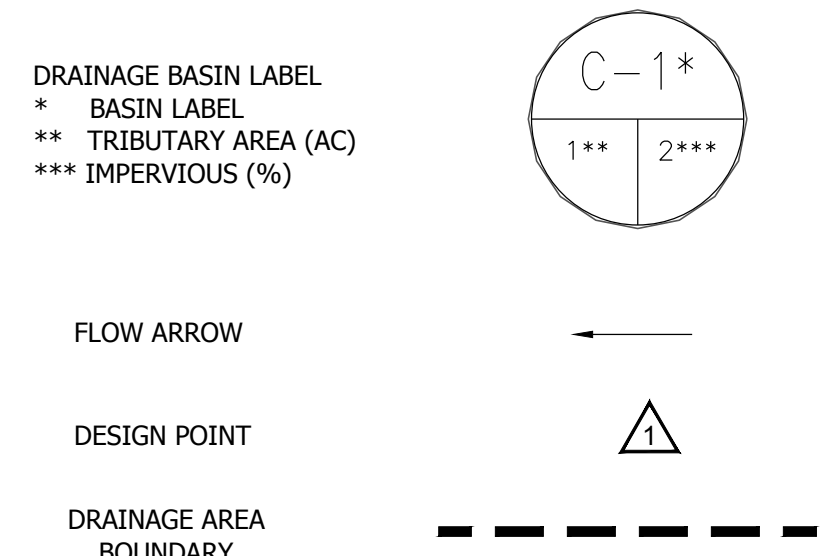 DRAINAGE BASIN LABEL
* BASIN LABEL
** TRIBUTARY AREA (AC)
*** IMPERVIOUS (%)
C-1*
1** 2***
FLOW ARROW
DESIGN POINT
1
DRAINAGE AREA
BOUNDARY